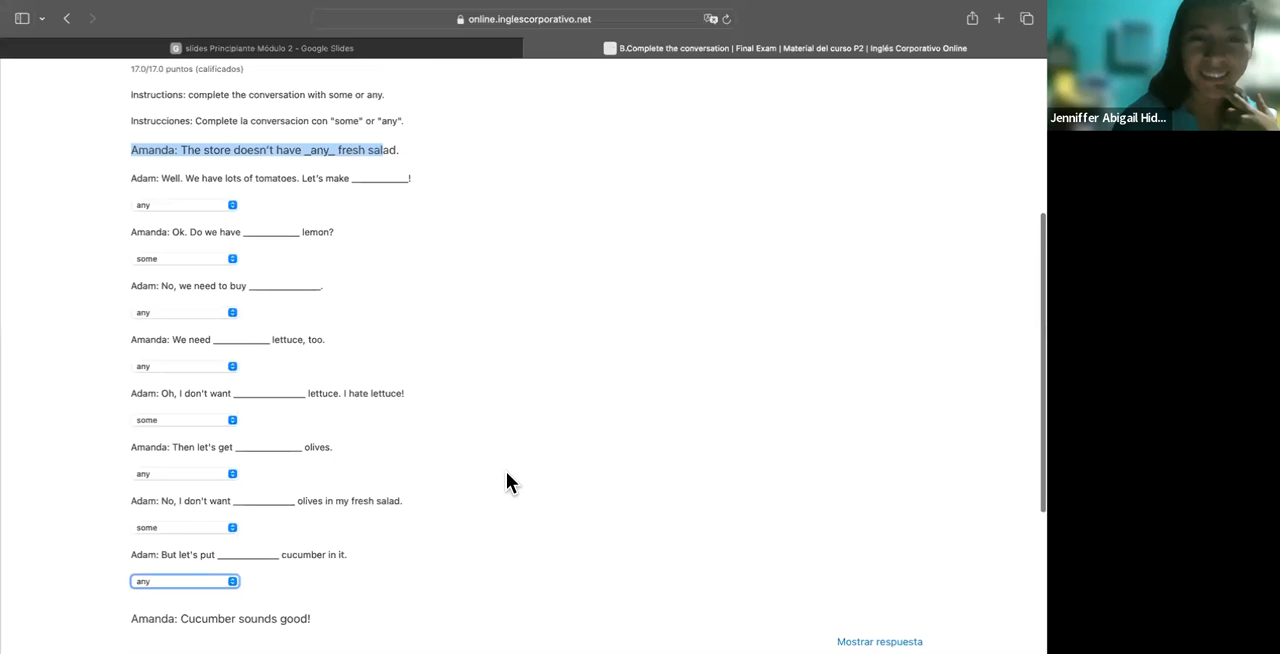 online.inglescorporativo.net
G slides Principiante Módulo 2 - Google Slides
B.Complete the conversation | Final Exam | Material del curso P2 | Inglés Corporativo Online
Jenniffer Abigail Hid...
17.0/17.0 puntos (calificados)
Instructions: complete the conversation with some or any.
Instrucciones: Complete la conversacion con "some" or "any".
Amanda: The store doesn't have _any_ fresh salad.
Adam: Well. We have lots of tomatoes. Let's make ___________!
any
Amanda: Ok. Do we have ___________ lemon?
some
Adam: No, we need to buy ______________.
any
Amanda: We need ___________ lettuce, too.
any
Adam: Oh, I don't want ______________ lettuce. I hate lettuce!
some
Amanda: Then let's get _____________ olives.
any
Adam: No, I don't want ____________ olives in my fresh salad.
some
Adam: But let's put ____________ cucumber in it.
any
Amanda: Cucumber sounds good!
Mostrar respuesta